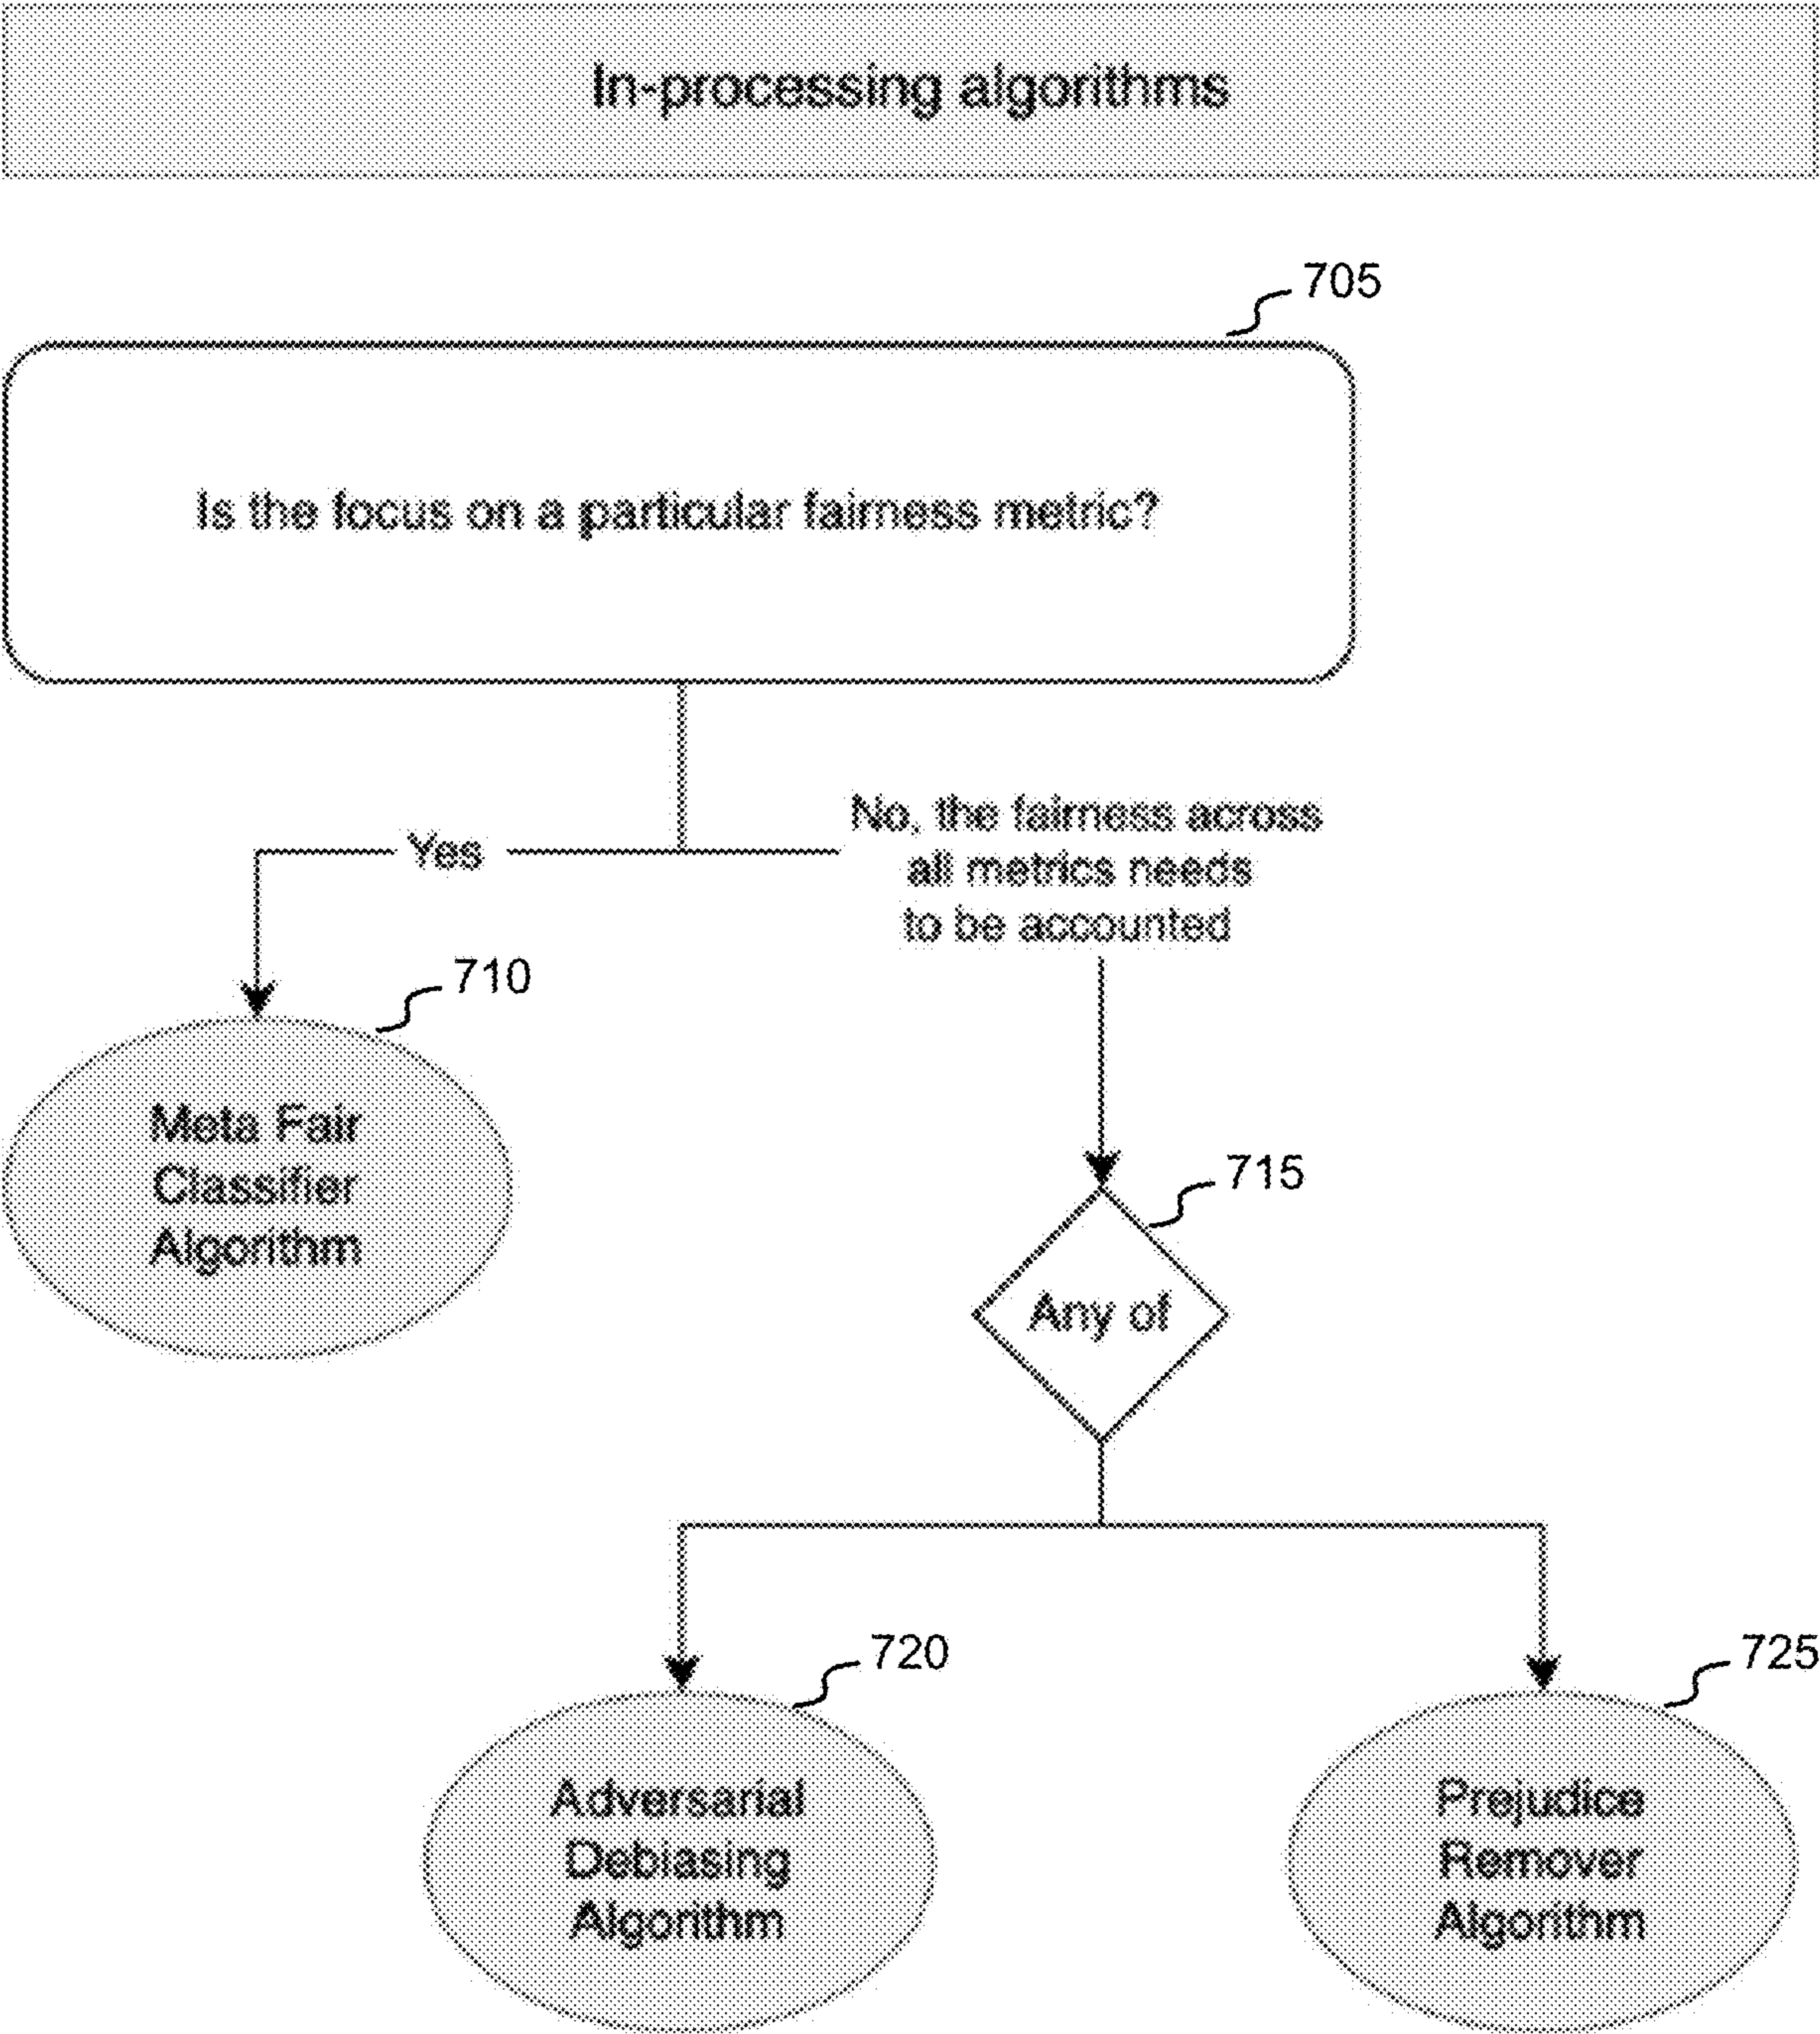 In-processing algorithms
705
Is the focus on a particular fairness metric?
Yes
No, the fairness across
all metrics needs
to be accounted
710
Meta Fair
Classifier
Algorithm
715
Any of
720
725
Adversarial
Debiasing
Algorithm
Prejudice
Remover
Algorithm